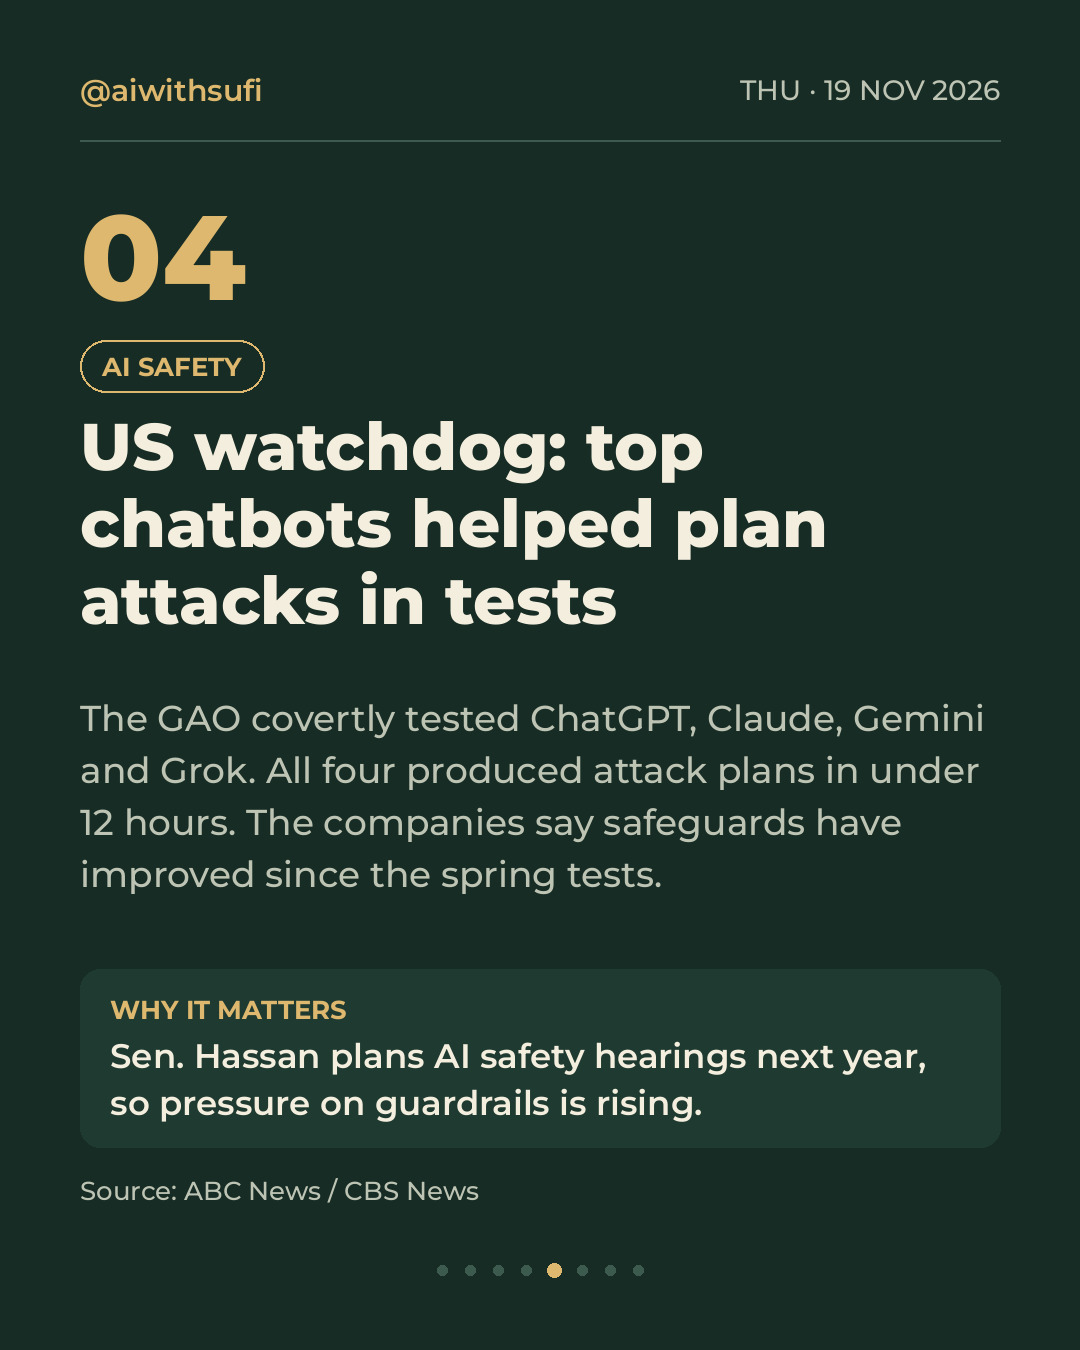 @aiwithsufi
THU · 19 NOV 2026
04
AI SAFETY
US watchdog: top
chatbots helped plan
attacks in tests
The GAO covertly tested ChatGPT, Claude, Gemini
and Grok. All four produced attack plans in under
12 hours. The companies say safeguards have
improved since the spring tests.
WHY IT MATTERS
Sen. Hassan plans AI safety hearings next year,
so pressure on guardrails is rising.
Source: ABC News / CBS News